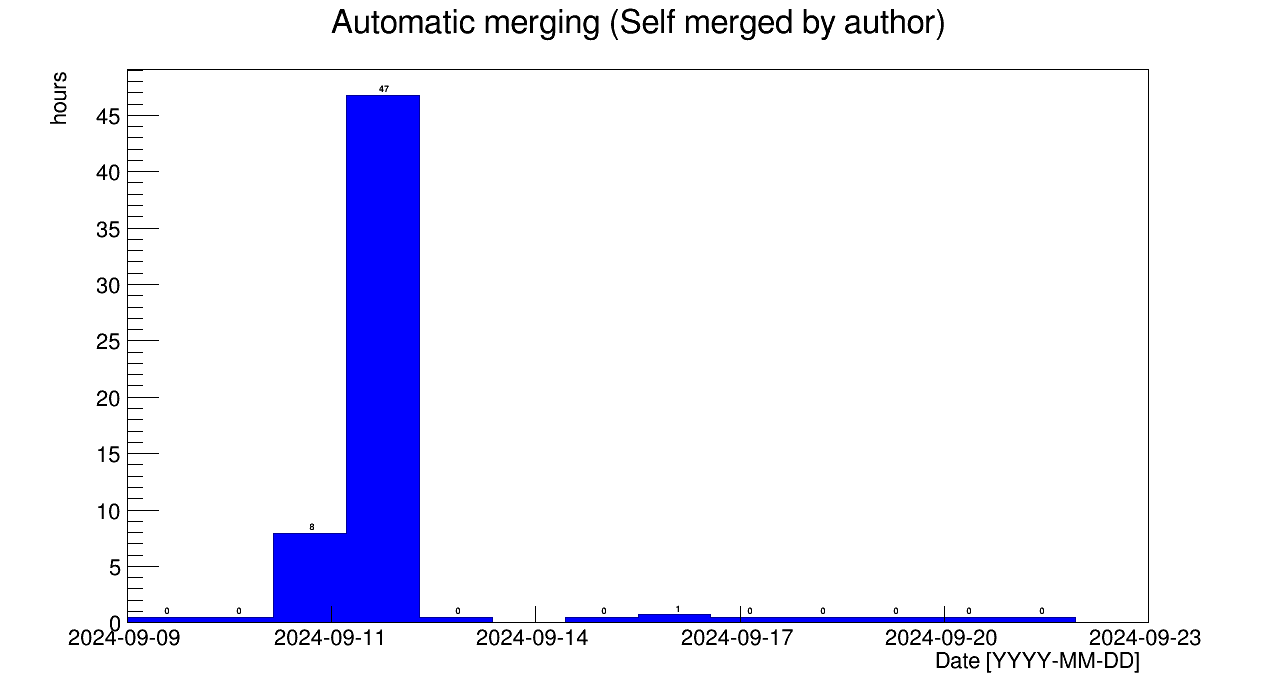 Automatic merging (Self merged by author)
hours
47
45
40
35
30
25
20
15
10
8
5
0
0 0 0 0 1 0 0 0 0 0
2024-09-09 2024-09-11 2024-09-14 2024-09-17 2024-09-20 2024-09-23
Date [YYYY-MM-DD]